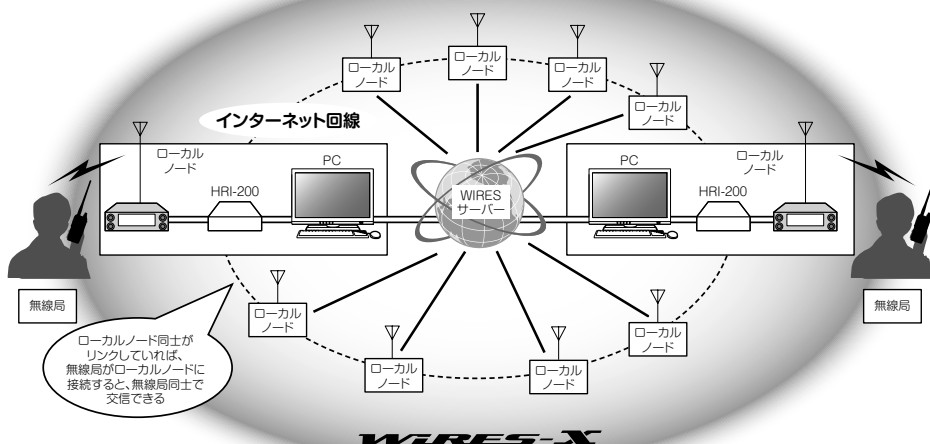 ローカル
ノード
ローカル
ノード
ローカル
ノード
ローカル
ノード
インターネット回線
ローカル
ノード
PC
HRI-200
WIRES
サーバー
PC
ローカル
ノード
HRI-200
無線局
無線局
ローカル
ノード
ローカル
ノード
ローカル
ノード
ローカル
ノード
ローカルノード同士が
リンクしていれば、
無線局がローカルノードに
接続すると、無線局同士で
交信できる
WiRES-X